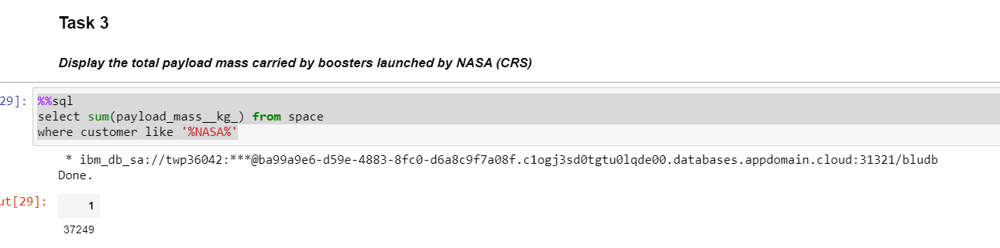 Task 3
Display the total payload mass carried by boosters launched by NASA (CRS)
29]: %%sql
select sum(payload_mass__kg_) from space
where customer like '%NASA%'
* ibm_db_sa://twp36042:***@ba99a9e6-d59e-4883-8fc0-d6a8c9f7a08f.c1ogj3sd0tgtu0lqde00.databases.appdomain.cloud:31321/bludb
Done.
ut[29]: 1
37249